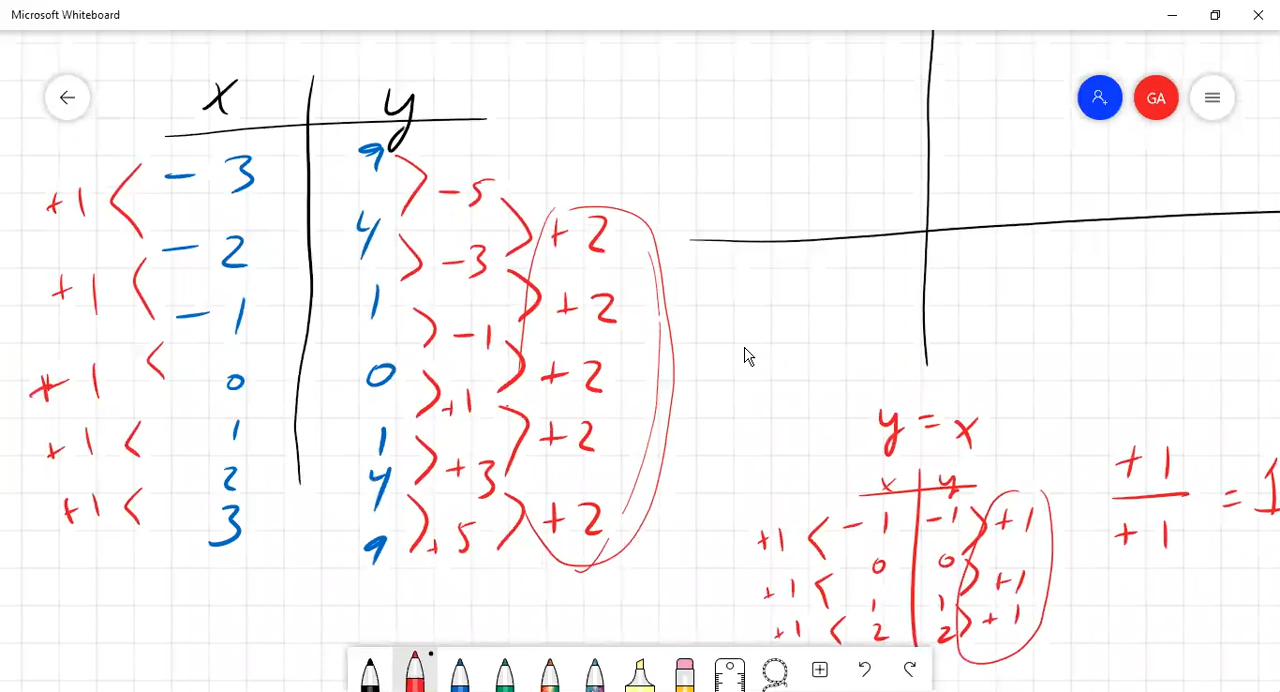 Microsoft Whiteboard
GA
x y
-3 9
+1 -5
-2 4 +2
+1 -3
-1 1 +2
+1 -1
0 0 +2
+1
+1 1 1 +2
2 4 +3
+1 3 9 +5 +2
y = x
x y
-1 -1 +1
+1
0 0
+1 +1
1 1
+1 +1
2 2
+1
+1 = 1